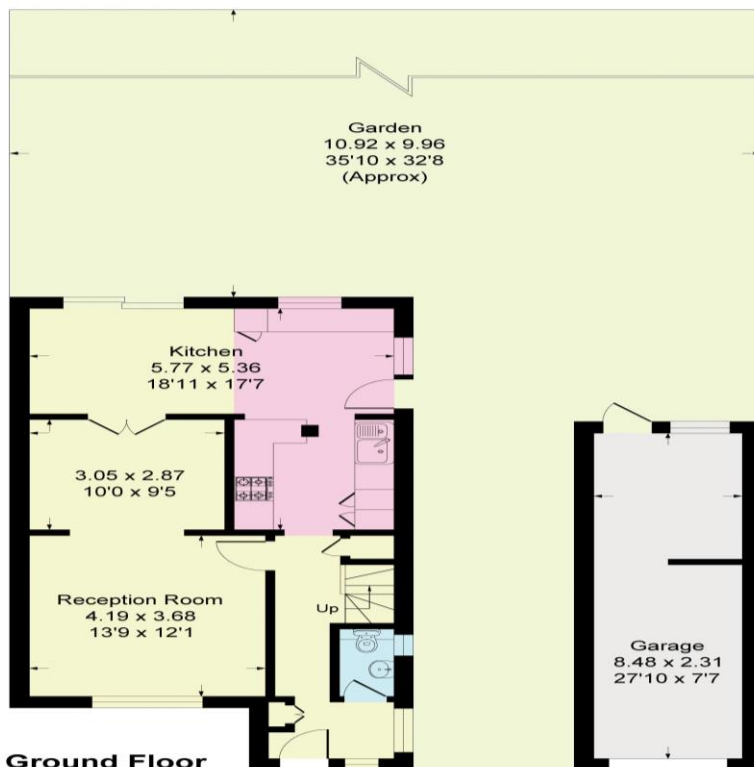 Garden
10.92 x 9.96
35'10 x 32'8
(Approx)
Kitchen
5.77 x 5.36
18'11 x 17'7
3.05 x 2.87
10'0 x 9'5
Reception Room
4.19 x 3.68
13'9 x 12'1
Up
Garage
8.48 x 2.31
27'10 x 7'7
Ground Floor